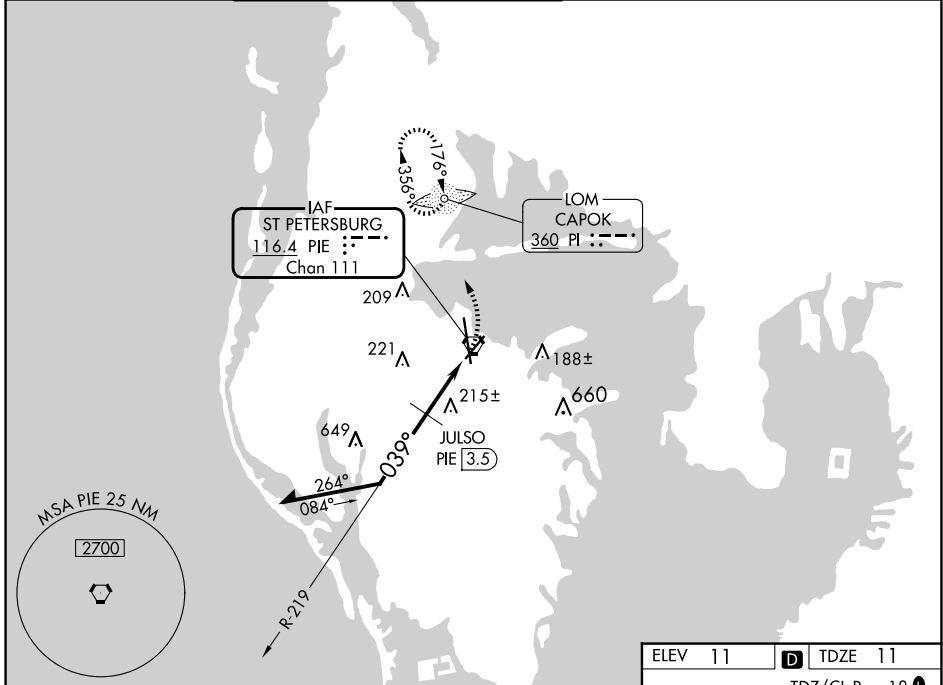 176°
356°
IAF
ST PETERSBURG
116.4 PIE
Chan 111
LOM
CAPOK
360 PI
209
221
188±
215±
660
649
JULSO
PIE 3.5
039°
264°
084°
R-219
MSA PIE 25 NM
2700
ELEV 11 D TDZE 11